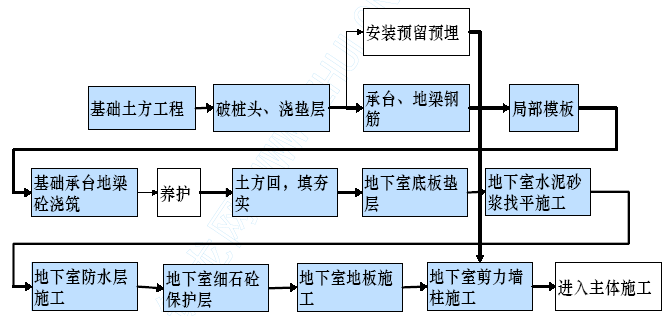 安装预留预埋
基础土方工程
破桩头、浇垫层
承台、地梁钢
筋
局部模板
基础承台地梁
砼浇筑
养护
土方回，填夯
实
地下室底板垫
层
地下室水泥砂
浆找平施工
地下室防水层
施工
地下室细石砼
保护层
地下室地板施
工
地下室剪力墙
柱施工
进入主体施工